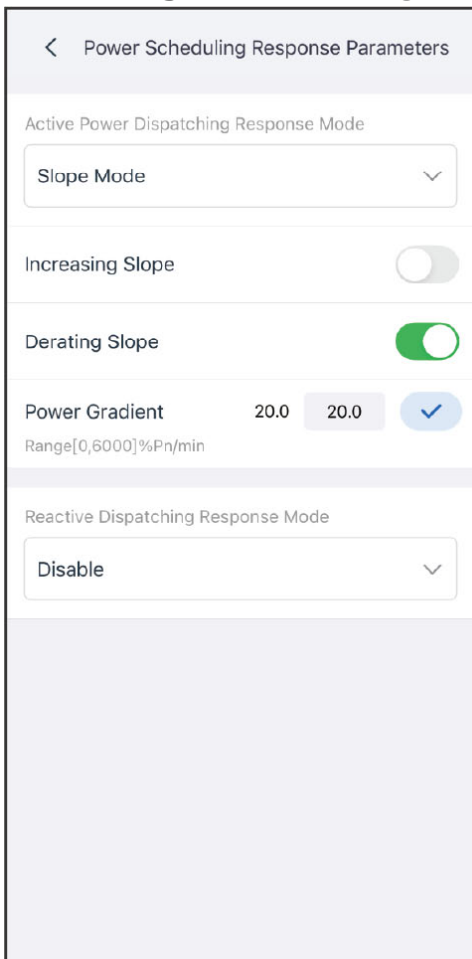 Power Scheduling Response Parameters
Active Power Dispatching Response Mode
Slope Mode
Increasing Slope
Derating Slope
Power Gradient 20.0 20.0
Range[0,6000]%Pn/min
Reactive Dispatching Response Mode
Disable